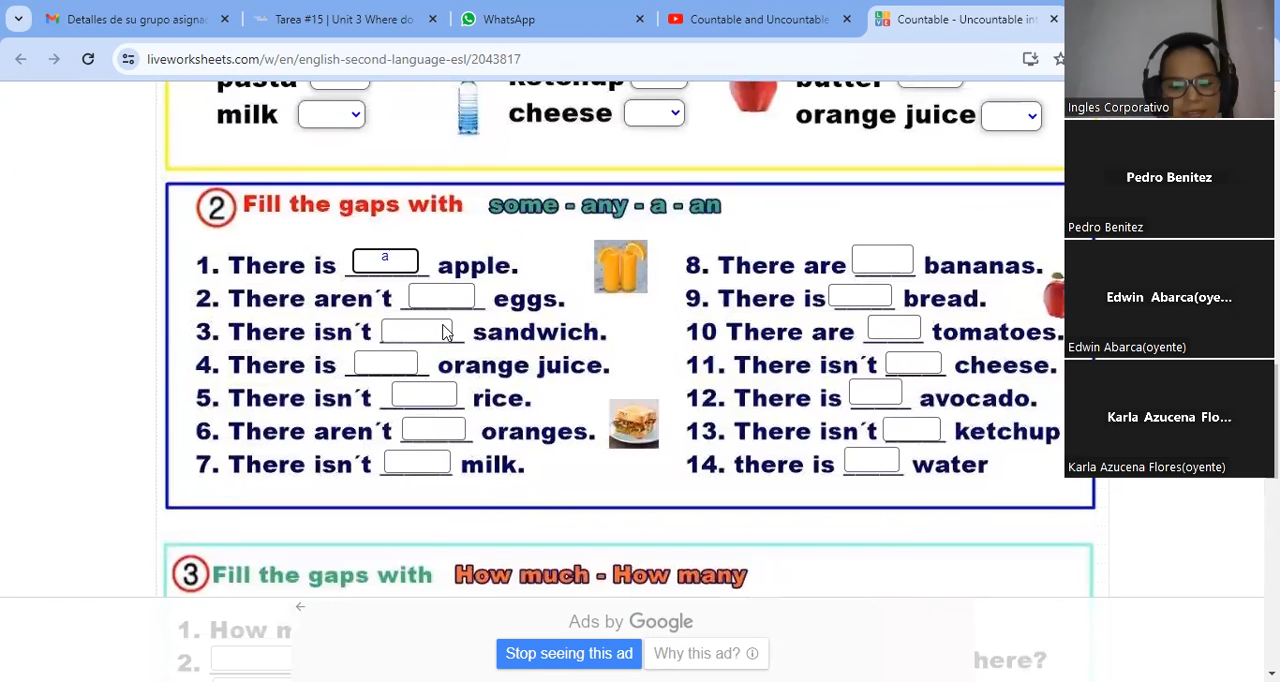 Detalles de su grupo asigna
Tarea #15 | Unit 3 Where do
WhatsApp
Countable and Uncountable
Countable - Uncountable in
liveworksheets.com/w/en/english-second-language-esl/2043817
pasta
ketchup
butter
milk
cheese
orange juice
2 Fill the gaps with some - any - a - an
1. There is a apple.
2. There aren´t eggs.
3. There isn´t sandwich.
4. There is orange juice.
5. There isn´t rice.
6. There aren´t oranges.
7. There isn´t milk.
8. There are bananas.
9. There is bread.
10 There are tomatoes.
11. There isn´t cheese.
12. There is avocado.
13. There isn´t ketchup
14. there is water
3 Fill the gaps with How much - How many
1. How m
2.
here?
Ads by Google
Stop seeing this ad
Why this ad?
Ingles Corporativo
Pedro Benitez
Pedro Benitez
Edwin Abarca(oye...
Edwin Abarca(oyente)
Karla Azucena Flo...
Karla Azucena Flores(oyente)